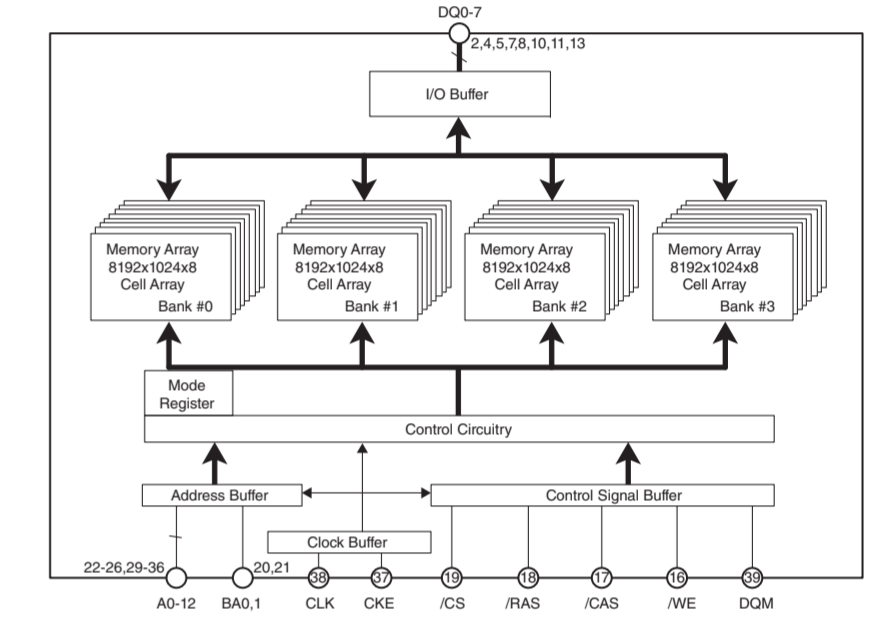 DQ0-7
2,4,5,7,8,10,11,13
I/O Buffer
Memory Array
8192x1024x8
Cell Array
Bank #0
Memory Array
8192x1024x8
Cell Array
Bank #1
Memory Array
8192x1024x8
Cell Array
Bank #2
Memory Array
8192x1024x8
Cell Array
Bank #3
Mode
Register
Control Circuitry
Address Buffer
Control Signal Buffer
Clock Buffer
22-26,29-36
20,21
38
37
19
18
17
16
39
A0-12
BA0,1
CLK
CKE
/CS
/RAS
/CAS
/WE
DQM